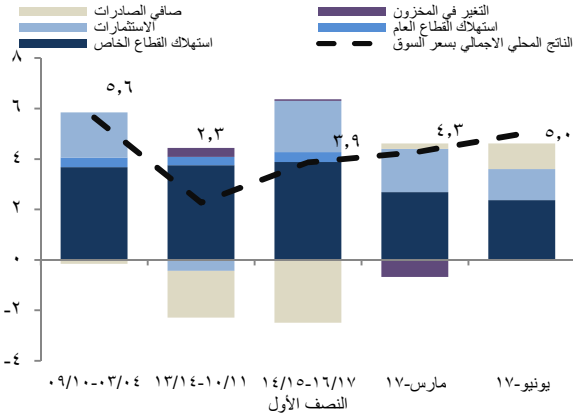 صافي الصادرات
التغير في المخزون
الاستثمارات
استهلاك القطاع العام
استهلاك القطاع الخاص
الناتج المحلي الاجمالي بسعر السوق
٨
٦
٤
٢
٠
٢-
٤-
٥,٦
٢,٣
٣,٩
٤,٣
٥,٠
٠٩/١٠-٠٣/٠٤
١٣/١٤-١٠/١١
١٤/١٥-١٦/١٧
مارس-١٧
يونيو-١٧
النصف الأول